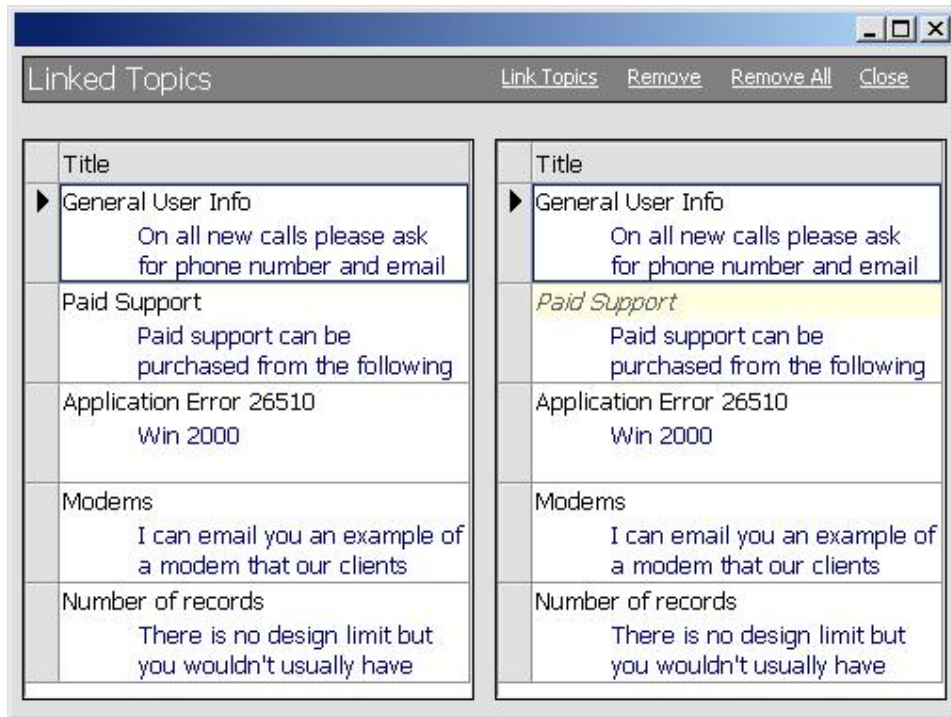 Linked Topics
Link Topics Remove Remove All Close
Title
General User Info
On all new calls please ask
for phone number and email
Paid Support
Paid support can be
purchased from the following
Application Error 26510
Win 2000
Modems
I can email you an example of
a modem that our clients
Number of records
There is no design limit but
you wouldn't usually have
Title
General User Info
On all new calls please ask
for phone number and email
Paid Support
Paid support can be
purchased from the following
Application Error 26510
Win 2000
Modems
I can email you an example of
a modem that our clients
Number of records
There is no design limit but
you wouldn't usually have